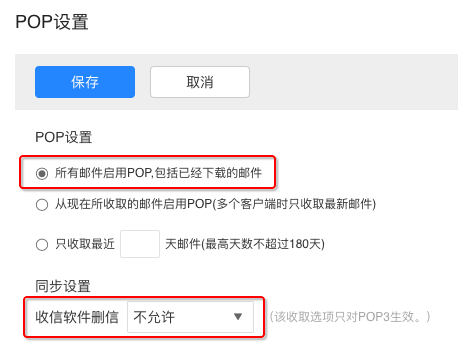 POP设置
保存 取消
POP设置
所有邮件启用POP,包括已经下载的邮件
从现在所收取的邮件启用POP(多个客户端时只收取最新邮件)
只收取最近 天邮件(最高天数不超过180天)
同步设置
收信软件删信 不允许 (该收取选项只对POP3生效。)